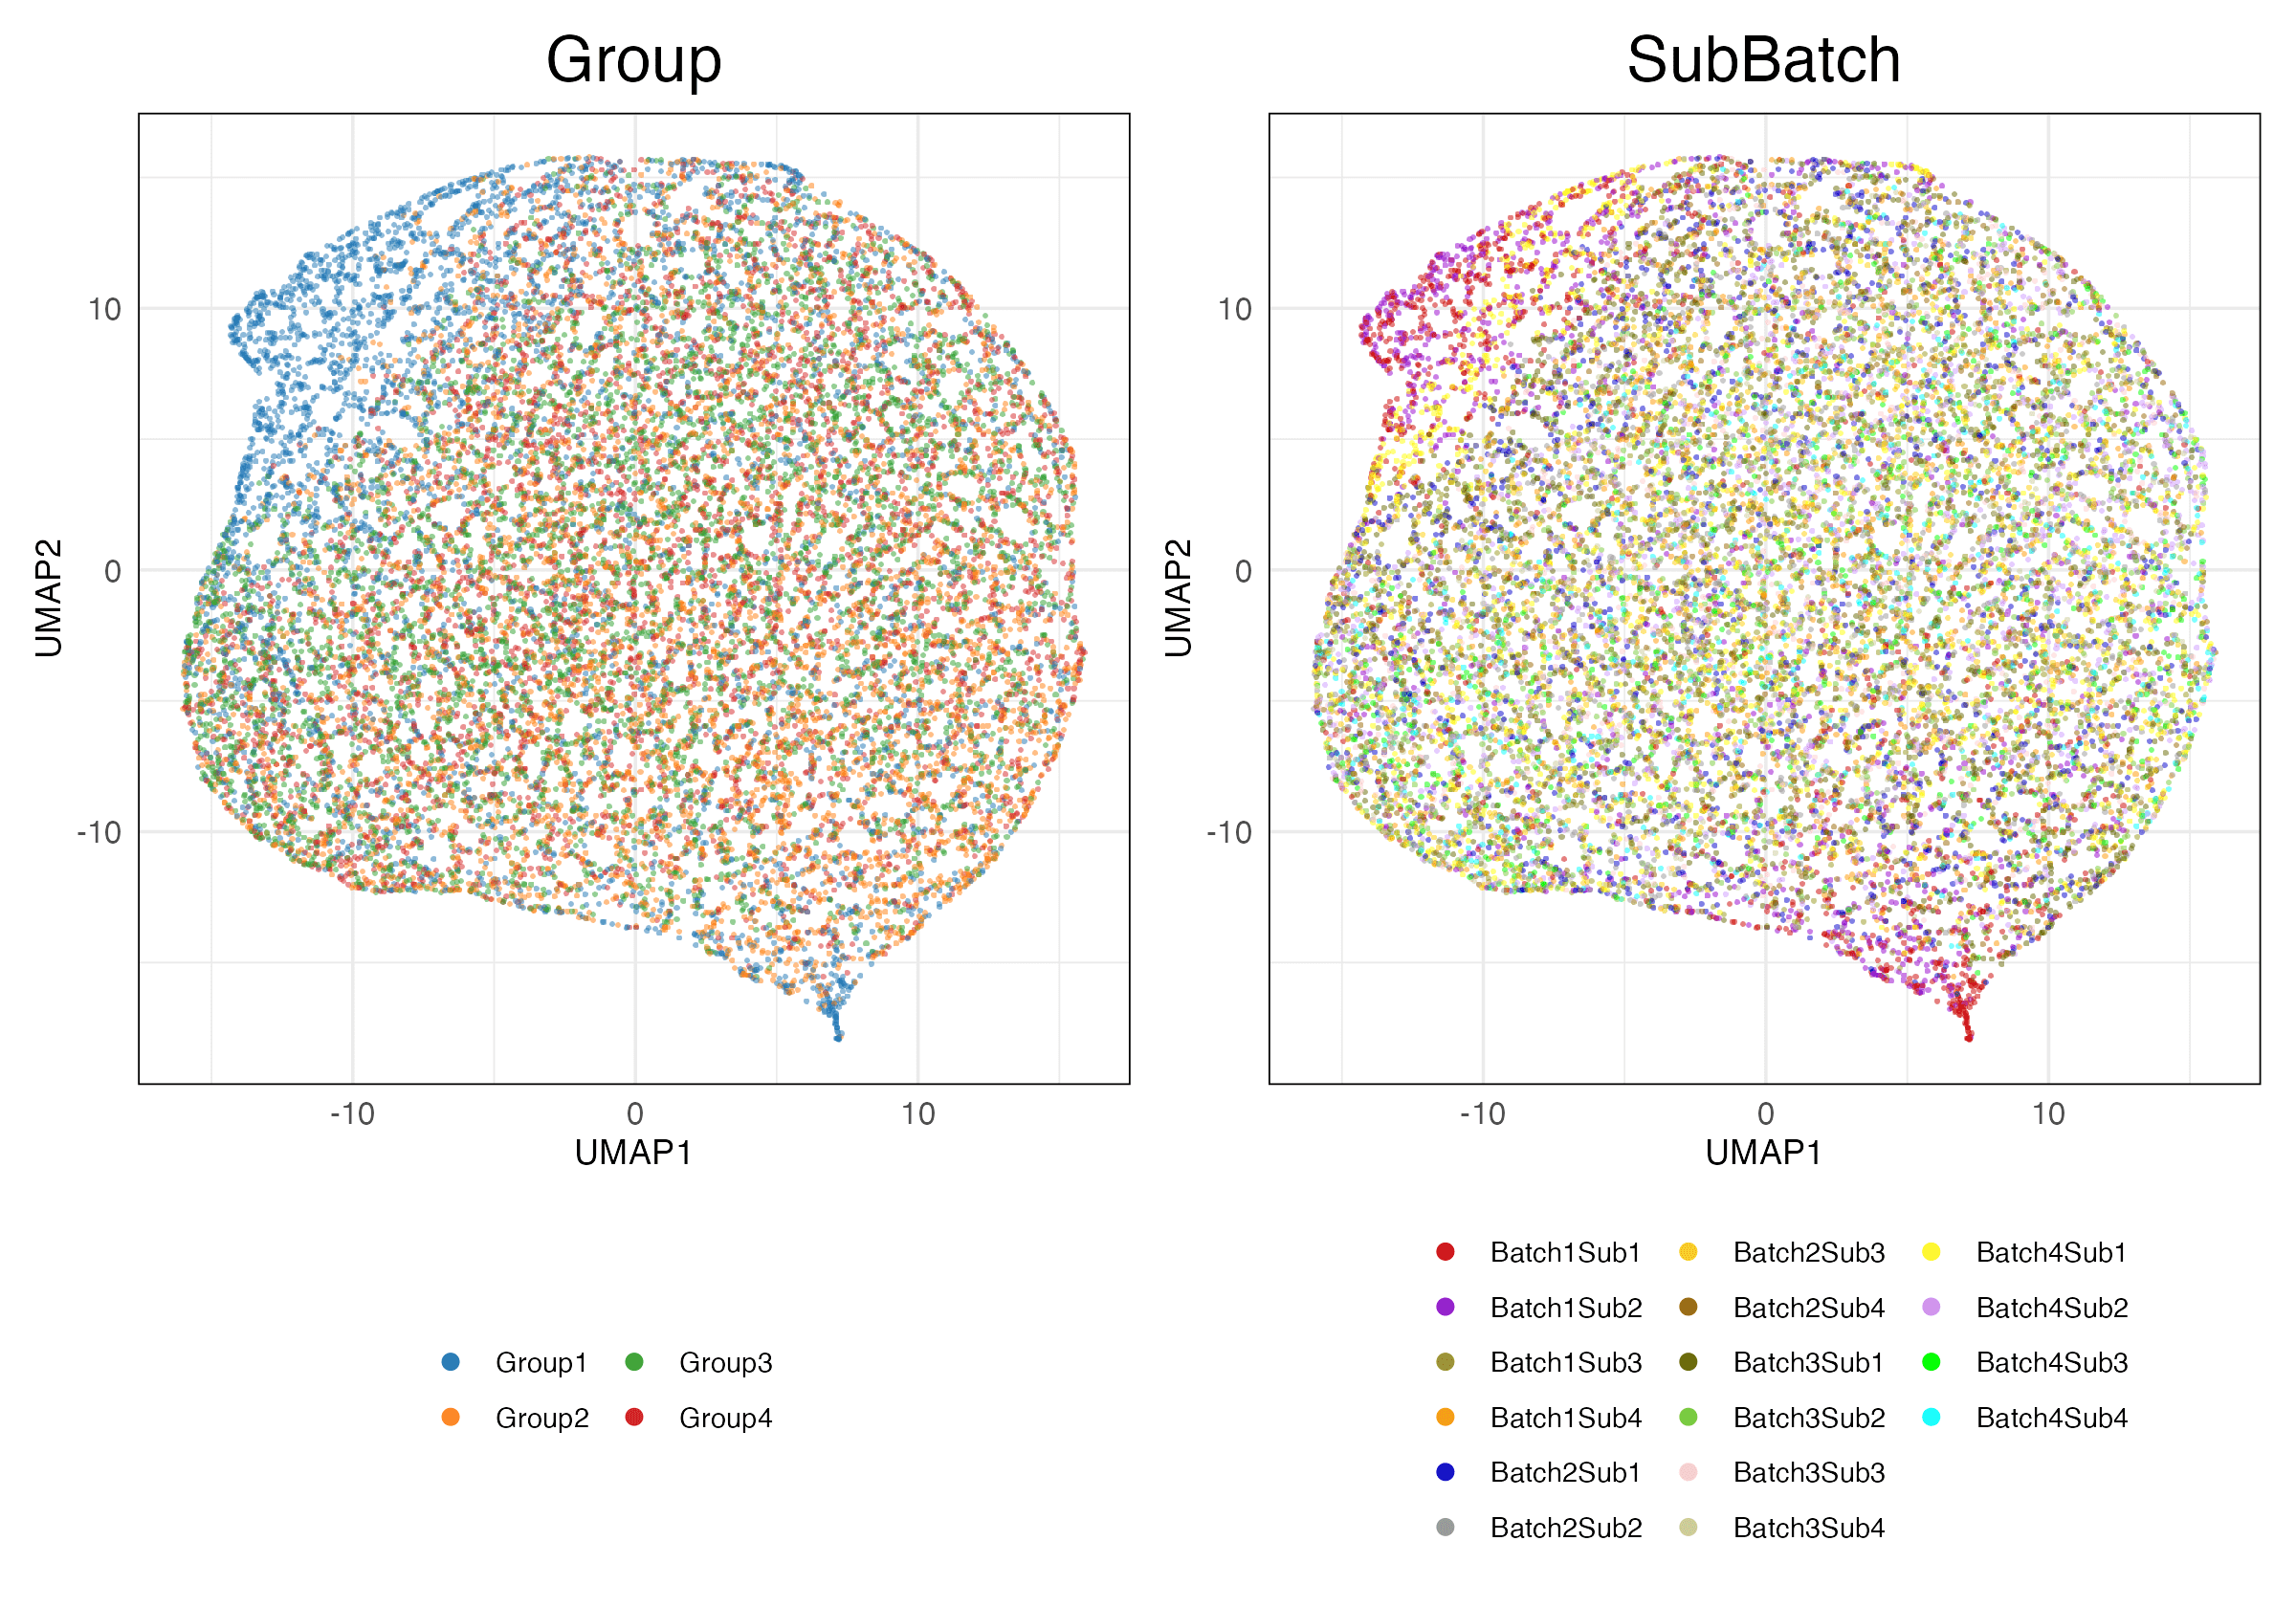 Group
SubBatch
10
0
-10
UMAP2
-10 0 10
UMAP1
10
0
-10
UMAP2
-10 0 10
UMAP1
Group1 Group3
Group2 Group4
Batch1Sub1 Batch2Sub3 Batch4Sub1
Batch1Sub2 Batch2Sub4 Batch4Sub2
Batch1Sub3 Batch3Sub1 Batch4Sub3
Batch1Sub4 Batch3Sub2 Batch4Sub4
Batch2Sub1 Batch3Sub3
Batch2Sub2 Batch3Sub4